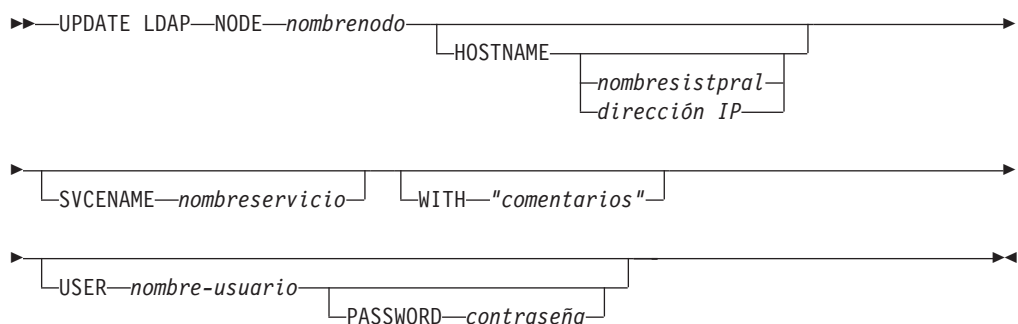 UPDATE LDAP NODE nombrenodo
HOSTNAME
nombresistpral
dirección IP
SVCENAME nombreservicio WITH "comentarios"
USER nombre-usuario
PASSWORD contraseña